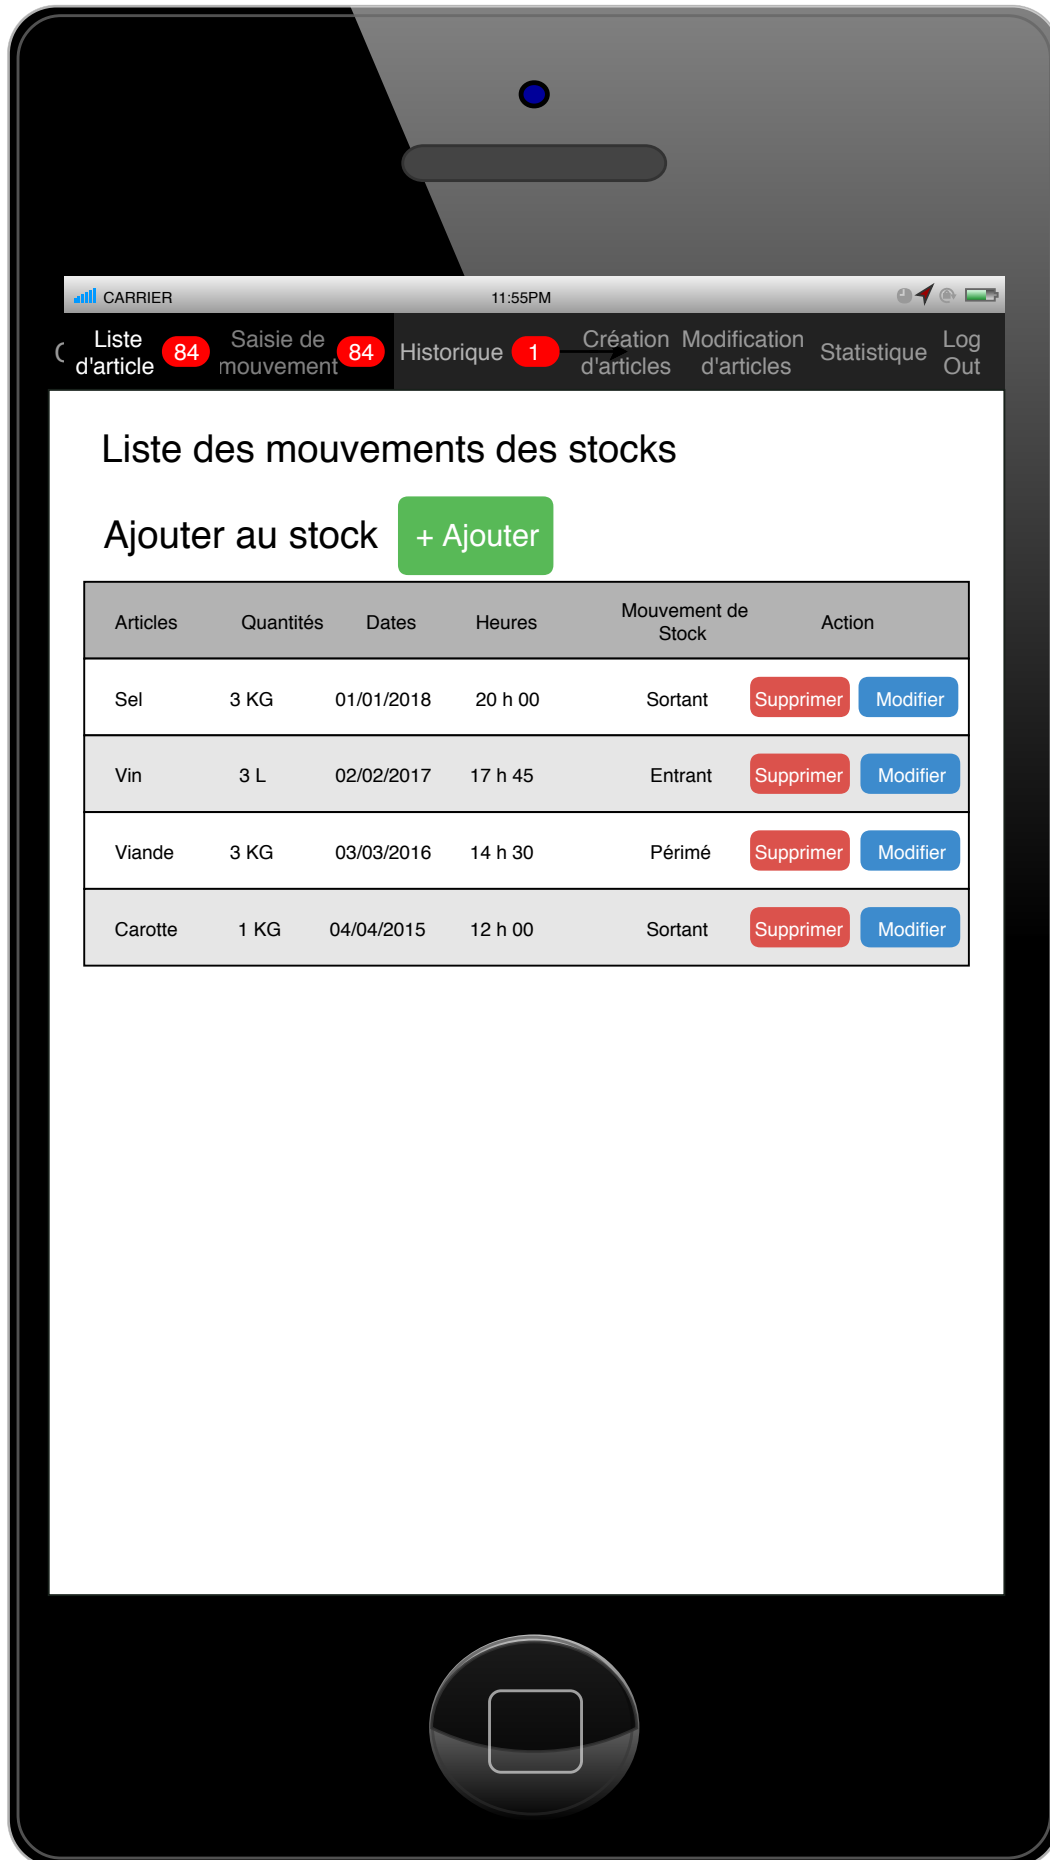 CARRIER 11:55PM
Liste d'article 84 Saisie de mouvement 84 Historique 1 Création d'articles Modification d'articles Statistique Log Out
Liste des mouvements des stocks
Ajouter au stock + Ajouter
Articles Quantités Dates Heures Mouvement de Stock Action
Sel 3 KG 01/01/2018 20 h 00 Sortant Supprimer Modifier
Vin 3 L 02/02/2017 17 h 45 Entrant Supprimer Modifier
Viande 3 KG 03/03/2016 14 h 30 Périmé Supprimer Modifier
Carotte 1 KG 04/04/2015 12 h 00 Sortant Supprimer Modifier